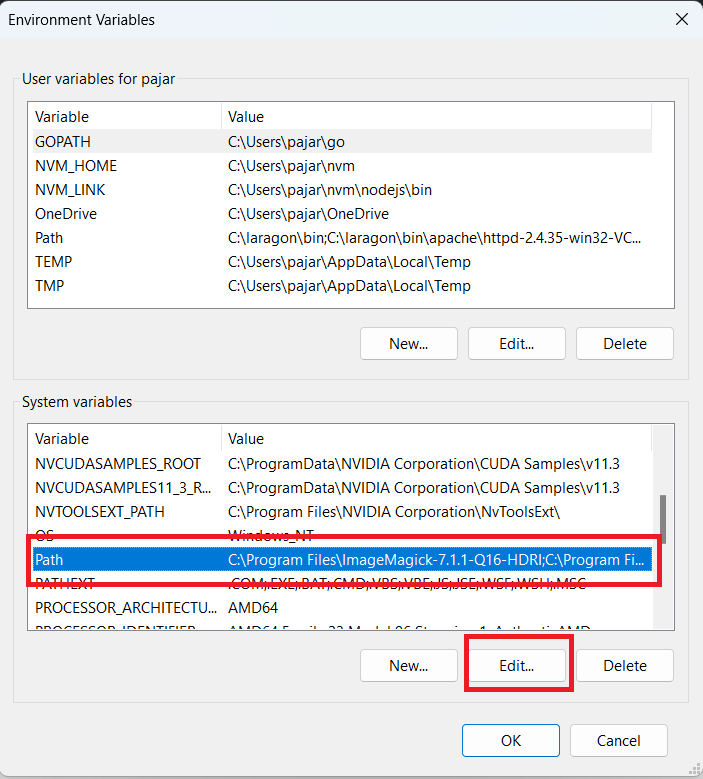 Environment Variables
User variables for pajar
Variable Value
GOPATH C:\Users\pajar\go
NVM_HOME C:\Users\pajar\nvm
NVM_LINK C:\Users\pajar\nvm\nodejs\bin
OneDrive C:\Users\pajar\OneDrive
Path C:\laragon\bin;C:\laragon\bin\apache\httpd-2.4.35-win32-VC...
TEMP C:\Users\pajar\AppData\Local\Temp
TMP C:\Users\pajar\AppData\Local\Temp
New... Edit... Delete
System variables
Variable Value
NVCUDASAMPLES_ROOT C:\ProgramData\NVIDIA Corporation\CUDA Samples\v11.3
NVCUDASAMPLES11_3_R... C:\ProgramData\NVIDIA Corporation\CUDA Samples\v11.3
NVTOOLSEXT_PATH C:\Program Files\NVIDIA Corporation\NvToolsExt\
OS Windows_NT
Path C:\Program Files\ImageMagick-7.1.1-Q16-HDRI;C:\Program Fi...
PATHEXT .COM;.EXE;.BAT;.CMD;.VBS;.VBE;.JS;.JSE;.WSF;.WSH;.MSC
PROCESSOR_ARCHITECTU... AMD64
PROCESSOR_IDENTIFIER AMD64 Family
New... Edit... Delete
OK Cancel